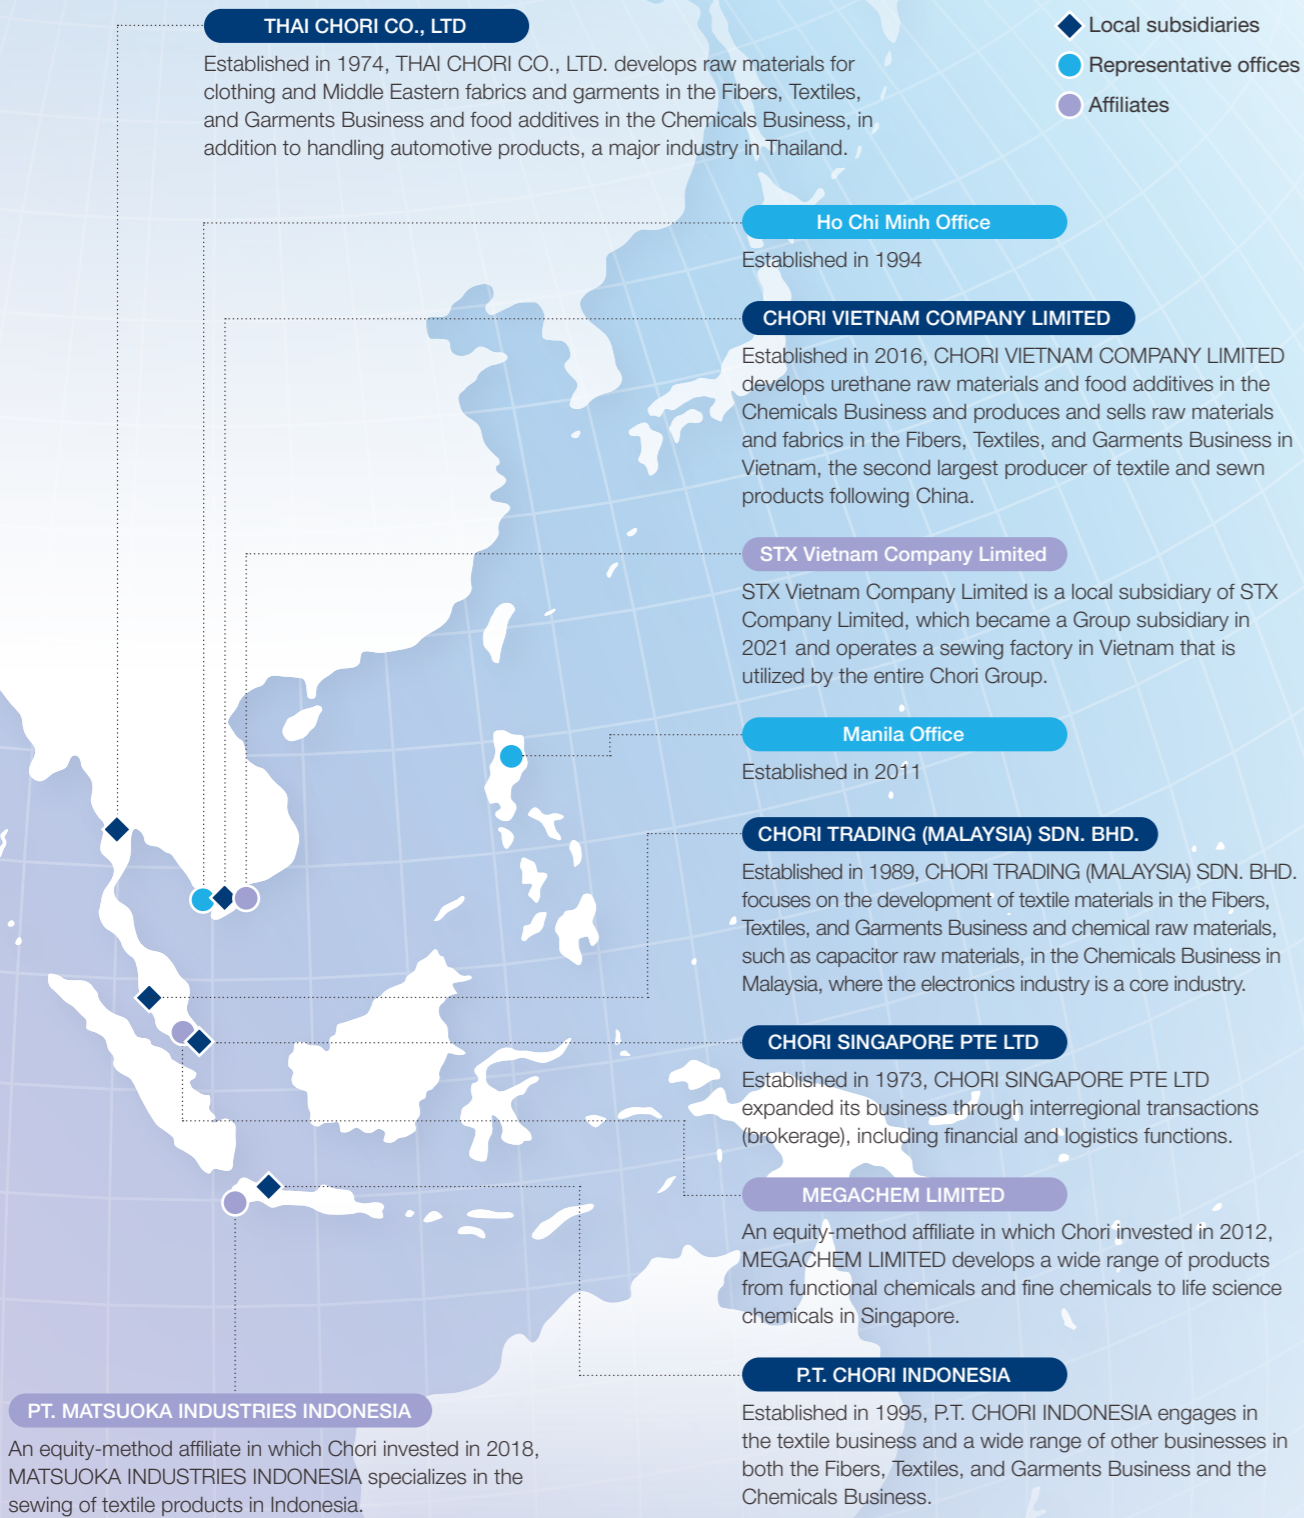 THAI CHORI CO., LTD
Established in 1974, THAI CHORI CO., LTD. develops raw materials for
clothing and Middle Eastern fabrics and garments in the Fibers, Textiles,
and Garments Business and food additives in the Chemicals Business, in
addition to handling automotive products, a major industry in Thailand.
Local subsidiaries
Representative offices
Affiliates
Ho Chi Minh Office
Established in 1994
CHORI VIETNAM COMPANY LIMITED
Established in 2016, CHORI VIETNAM COMPANY LIMITED
develops urethane raw materials and food additives in the
Chemicals Business and produces and sells raw materials
and fabrics in the Fibers, Textiles, and Garments Business in
Vietnam, the second largest producer of textile and sewn
products following China.
STX Vietnam Company Limited
STX Vietnam Company Limited is a local subsidiary of STX
Company Limited, which became a Group subsidiary in
2021 and operates a sewing factory in Vietnam that is
utilized by the entire Chori Group.
Manila Office
Established in 2011
CHORI TRADING (MALAYSIA) SDN. BHD.
Established in 1989, CHORI TRADING (MALAYSIA) SDN. BHD.
focuses on the development of textile materials in the Fibers,
Textiles, and Garments Business and chemical raw materials,
such as capacitor raw materials, in the Chemicals Business in
Malaysia, where the electronics industry is a core industry.
CHORI SINGAPORE PTE LTD
Established in 1973, CHORI SINGAPORE PTE LTD
expanded its business through interregional transactions
(brokerage), including financial and logistics functions.
MEGACHEM LIMITED
An equity-method affiliate in which Chori invested in 2012,
MEGACHEM LIMITED develops a wide range of products
from functional chemicals and fine chemicals to life science
chemicals in Singapore.
P.T. CHORI INDONESIA
Established in 1995, P.T. CHORI INDONESIA engages in
the textile business and a wide range of other businesses in
both the Fibers, Textiles, and Garments Business and the
Chemicals Business.
PT. MATSUOKA INDUSTRIES INDONESIA
An equity-method affiliate in which Chori invested in 2018,
MATSUOKA INDUSTRIES INDONESIA specializes in the
sewing of textile products in Indonesia.